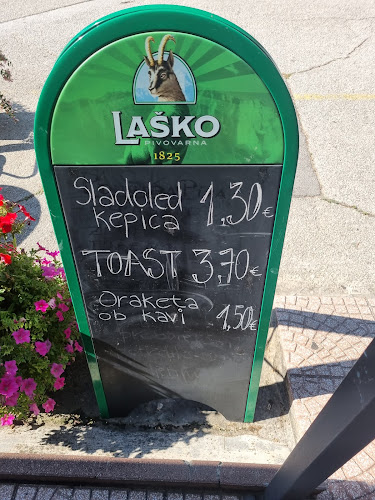 LAŠKO
PIVOVARNA
1825
Sladoled 1,30€
kepica
TOAST 3,70€
Oraketa
ob kavi 1,50€